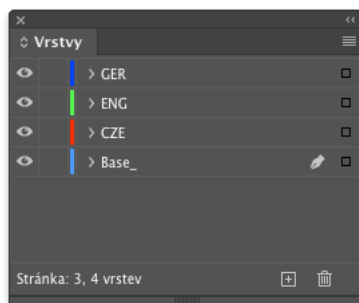 Vrstvy
GER
ENG
CZE
Base_
Stránka: 3, 4 vrstev